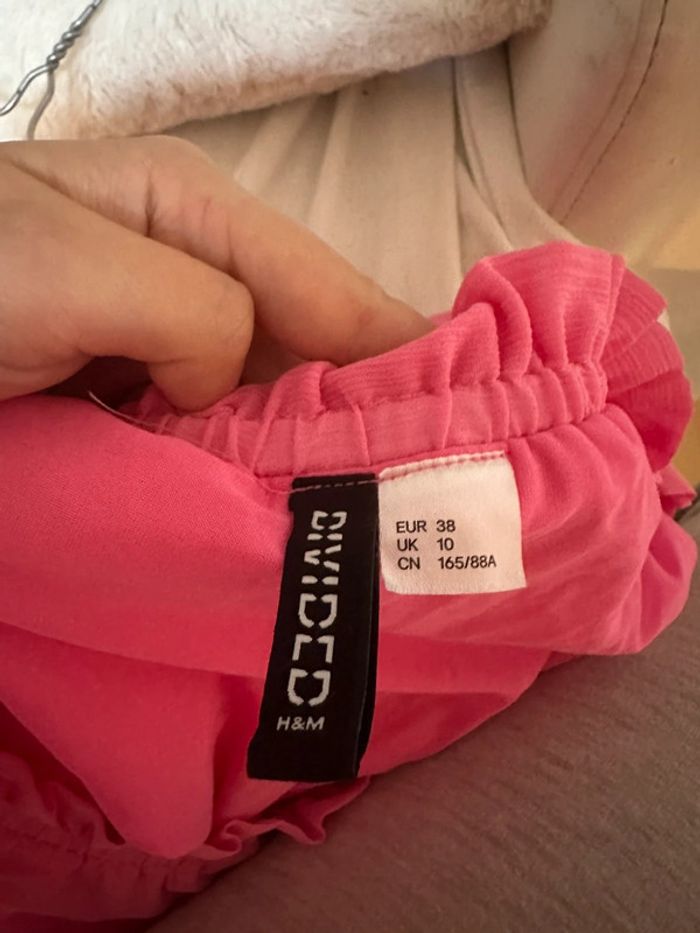 DIVIDED
H&M
EUR 38
UK 10
CN 165/88A